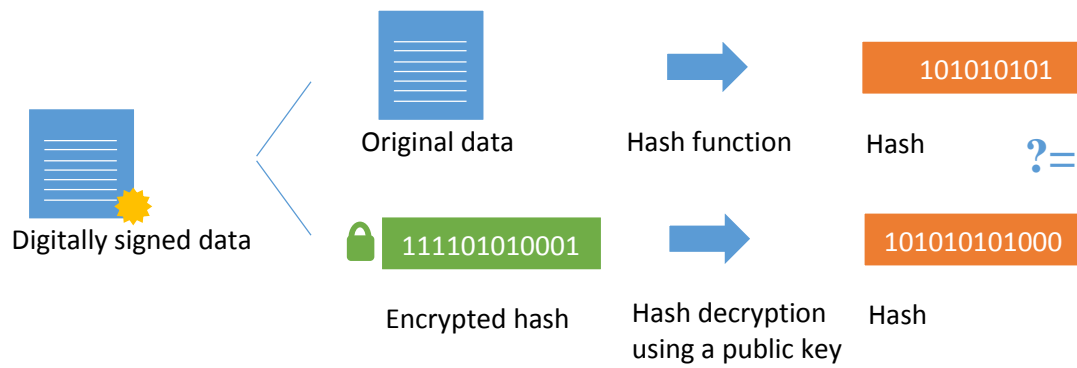 101010101
Original data
Hash function
Hash
?=
Digitally signed data
111101010001
101010101000
Encrypted hash
Hash decryption
using a public key
Hash